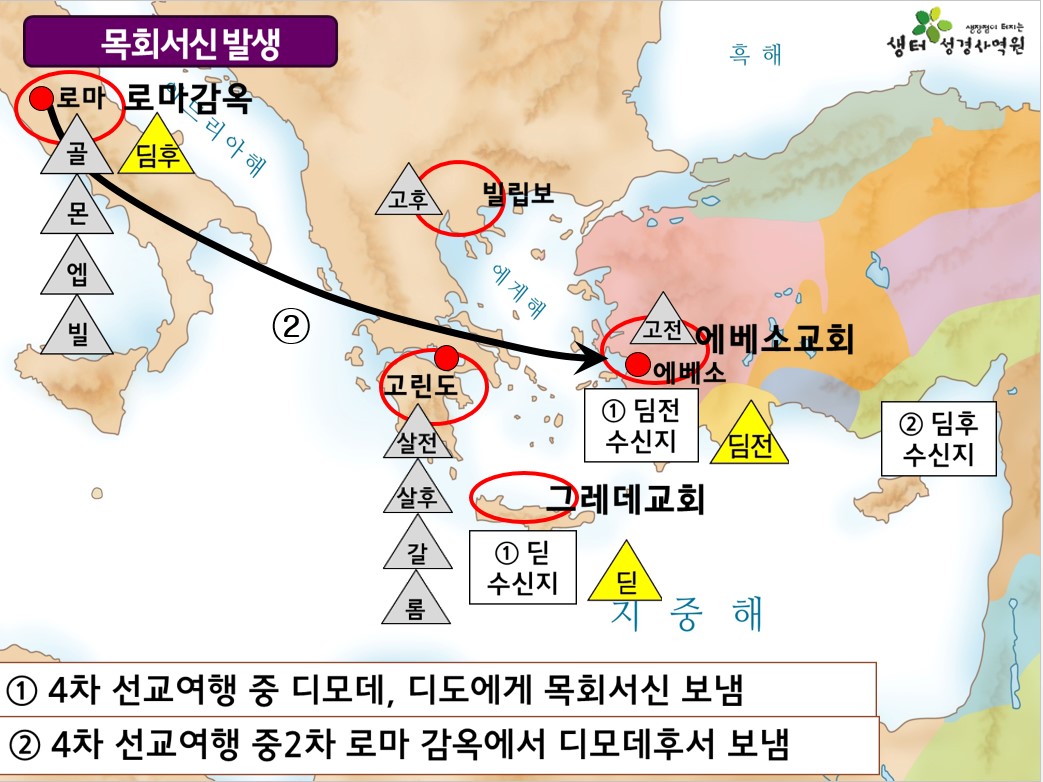 목회서신 발생
생장점이 터지는
생터 성경사역원
흑 해
로마
로마감옥
아드리아해
골
딤후
몬
엡
빌
고후
빌립보
에게해
②
고전
에베소교회
에베소
고린도
① 딤전
수신지
딤전
② 딤후
수신지
살전
살후
갈
롬
그레데교회
① 딛
수신지
딛
지 중 해
① 4차 선교여행 중 디모데, 디도에게 목회서신 보냄
② 4차 선교여행 중2차 로마 감옥에서 디모데후서 보냄